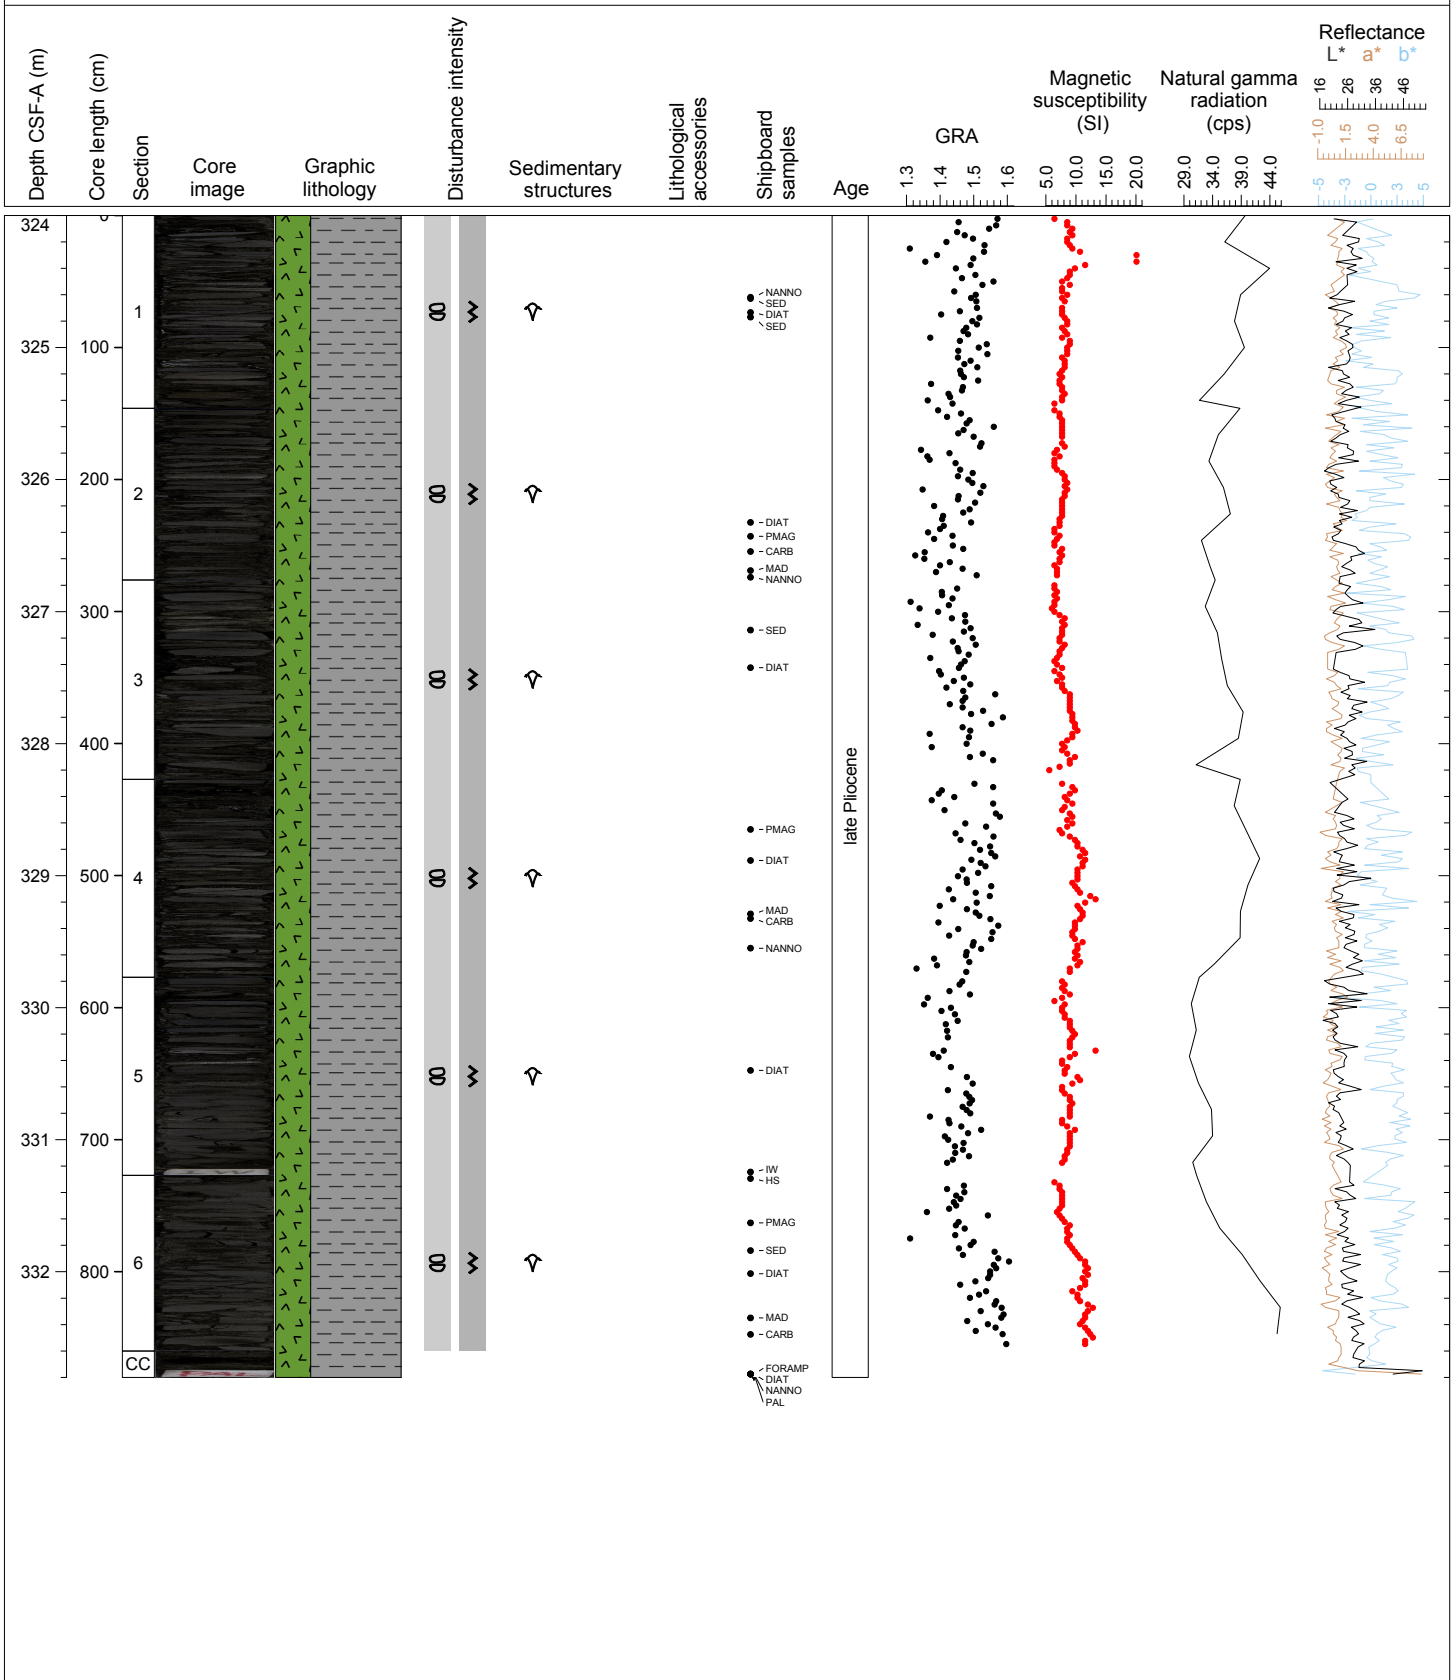 Depth CSF-A (m)
Core length (cm)
Section
Core
image
Graphic
lithology
Disturbance intensity
Sedimentary
structures
Lithological
accessories
Shipboard
samples
Age
GRA
1.3 1.4 1.5 1.6
Magnetic
susceptibility
(SI)
5.0 10.0 15.0 20.0
Natural gamma
radiation
(cps)
29.0 34.0 39.0 44.0
Reflectance
L* a* b*
16 26 36 46
-1.0 1.5 4.0 6.5
-5 -3 0 3 5
324
325
326
327
328
329
330
331
332
0
100
200
300
400
500
600
700
800
1
2
3
4
5
6
CC
NANNO
SED
DIAT
SED
DIAT
PMAG
CARB
MAD
NANNO
SED
DIAT
PMAG
DIAT
MAD
CARB
NANNO
DIAT
IW
HS
PMAG
SED
DIAT
MAD
CARB
FORAMP
DIAT
NANNO
PAL
late Pliocene